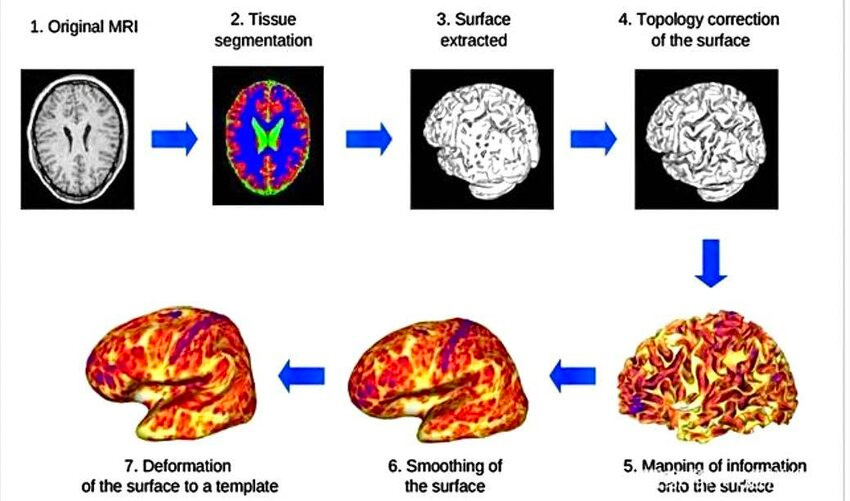 1. Original MRI
2. Tissue
segmentation
3. Surface
extracted
4. Topology correction
of the surface
7. Deformation
of the surface to a template
6. Smoothing of
the surface
5. Mapping of information
onto the surface